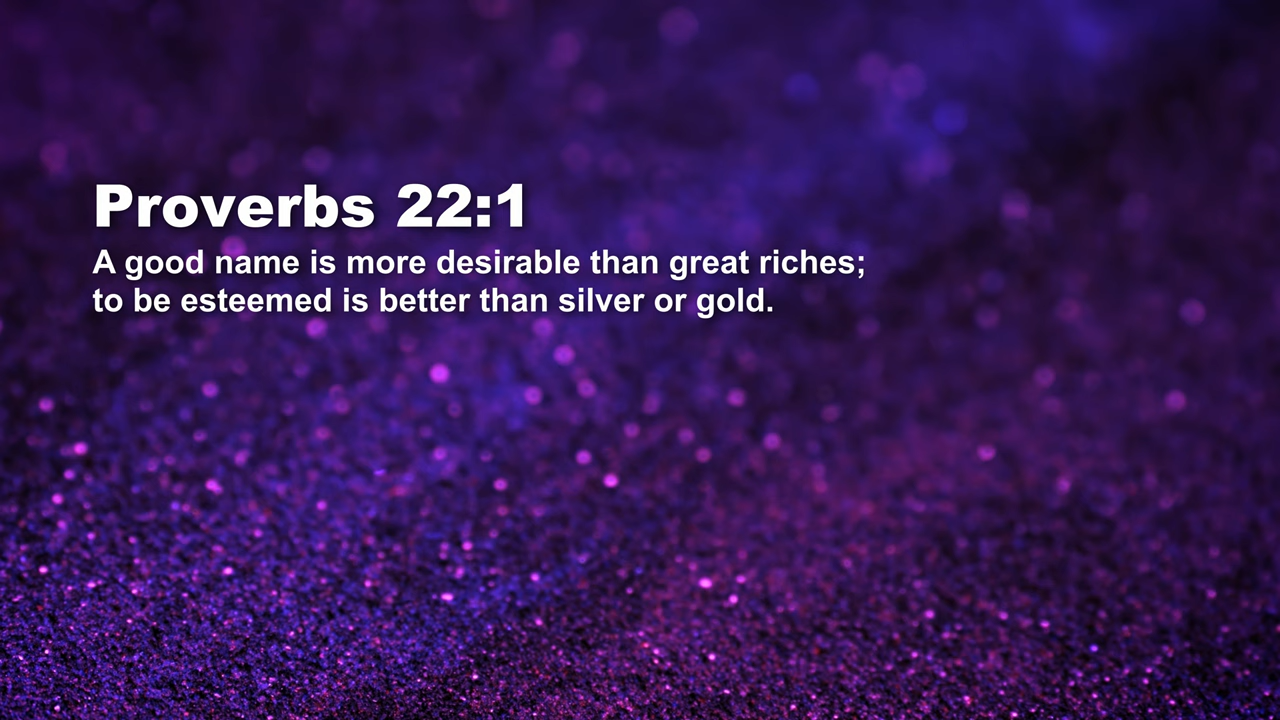 Proverbs 22:1
A good name is more desirable than great riches;
to be esteemed is better than silver or gold.